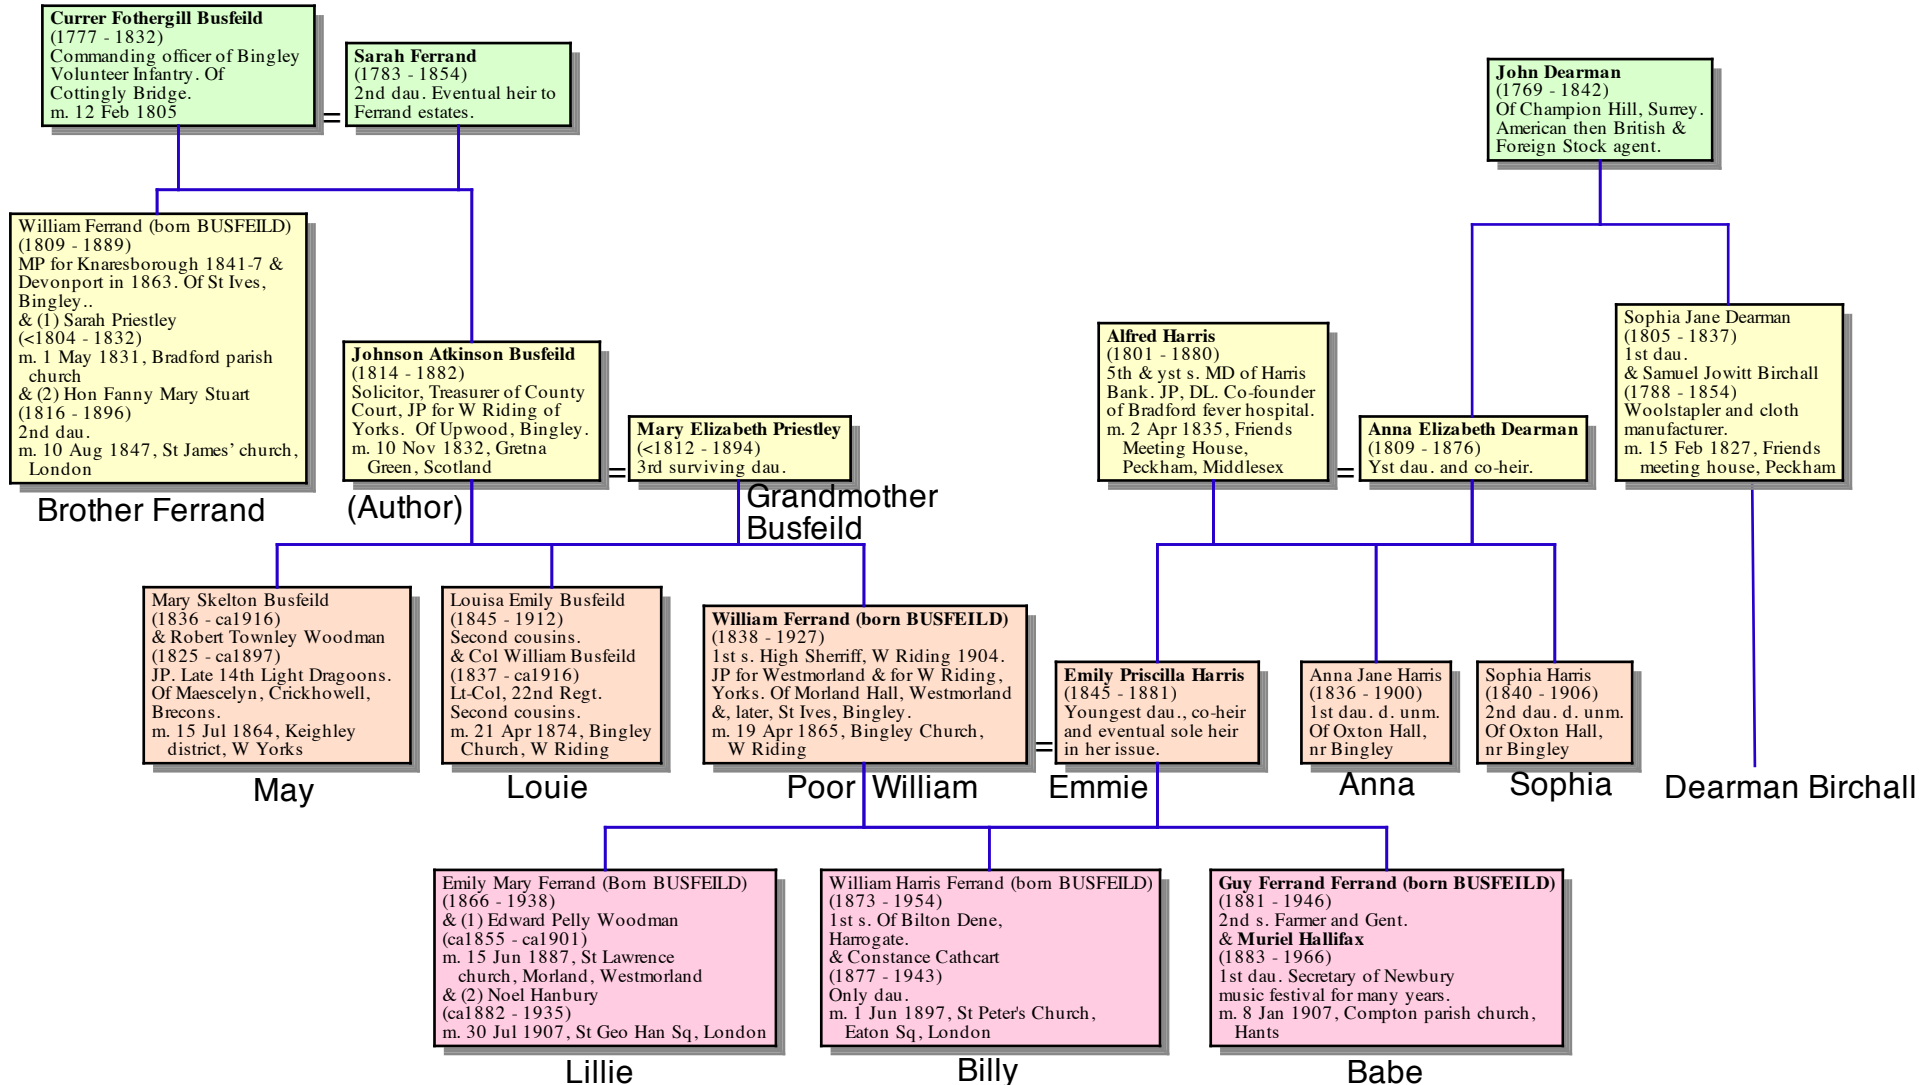 Currer Fothergill Busfeild
(1777 - 1832)
Commanding officer of Bingley
Volunteer Infantry. Of
Cottingly Bridge.
m. 12 Feb 1805
=
Sarah Ferrand
(1783 - 1854)
2nd dau. Eventual heir to
Ferrand estates.
John Dearman
(1769 - 1842)
Of Champion Hill, Surrey.
American then British &
Foreign Stock agent.
William Ferrand (born BUSFEILD)
(1809 - 1889)
MP for Knaresborough 1841-7 &
Devonport in 1863. Of St Ives,
Bingley..
& (1) Sarah Priestley
(<1804 - 1832)
m. 1 May 1831, Bradford parish
church
& (2) Hon Fanny Mary Stuart
(1816 - 1896)
2nd dau.
m. 10 Aug 1847, St James' church,
London
Brother Ferrand
Johnson Atkinson Busfeild
(1814 - 1882)
Solicitor, Treasurer of County
Court, JP for W Riding of
Yorks. Of Upwood, Bingley.
m. 10 Nov 1832, Gretna
Green, Scotland
(Author)
=
Mary Elizabeth Priestley
(<1812 - 1894)
3rd surviving dau.
Grandmother
Busfeild
Alfred Harris
(1801 - 1880)
5th & yst s. MD of Harris
Bank. JP, DL. Co-founder
of Bradford fever hospital.
m. 2 Apr 1835, Friends
Meeting House,
Peckham, Middlesex
=
Anna Elizabeth Dearman
(1809 - 1876)
Yst dau. and co-heir.
Sophia Jane Dearman
(1805 - 1837)
1st dau.
& Samuel Jowitt Birchall
(1788 - 1854)
Woolstapler and cloth
manufacturer.
m. 15 Feb 1827, Friends
meeting house, Peckham
Mary Skelton Busfeild
(1836 - ca1916)
& Robert Townley Woodman
(1825 - ca1897)
JP. Late 14th Light Dragoons.
Of Maescelyn, Crickhowell,
Brecons.
m. 15 Jul 1864, Keighley
district, W Yorks
May
Louisa Emily Busfeild
(1845 - 1912)
Second cousins.
& Col William Busfeild
(1837 - ca1916)
Lt-Col, 22nd Regt.
Second cousins.
m. 21 Apr 1874, Bingley
Church, W Riding
Louie
William Ferrand (born BUSFEILD)
(1838 - 1927)
1st s. High Sherriff, W Riding 1904.
JP for Westmorland & for W Riding,
Yorks. Of Morland Hall, Westmorland
&, later, St Ives, Bingley.
m. 19 Apr 1865, Bingley Church,
W Riding
Poor William
=
Emily Priscilla Harris
(1845 - 1881)
Youngest dau., co-heir
and eventual sole heir
in her issue.
Emmie
Anna Jane Harris
(1836 - 1900)
1st dau. d. unm.
Of Oxton Hall,
nr Bingley
Anna
Sophia Harris
(1840 - 1906)
2nd dau. d. unm.
Of Oxton Hall,
nr Bingley
Sophia
Dearman Birchall
Emily Mary Ferrand (Born BUSFEILD)
(1866 - 1938)
& (1) Edward Pelly Woodman
(ca1855 - ca1901)
m. 15 Jun 1887, St Lawrence
church, Morland, Westmorland
& (2) Noel Hanbury
(ca1882 - 1935)
m. 30 Jul 1907, St Geo Han Sq, London
Lillie
William Harris Ferrand (born BUSFEILD)
(1873 - 1954)
1st s. Of Bilton Dene,
Harrogate.
& Constance Cathcart
(1877 - 1943)
Only dau.
m. 1 Jun 1897, St Peter's Church,
Eaton Sq, London
Billy
Guy Ferrand Ferrand (born BUSFEILD)
(1881 - 1946)
2nd s. Farmer and Gent.
& Muriel Hallifax
(1883 - 1966)
1st dau. Secretary of Newbury
music festival for many years.
m. 8 Jan 1907, Compton parish church,
Hants
Babe